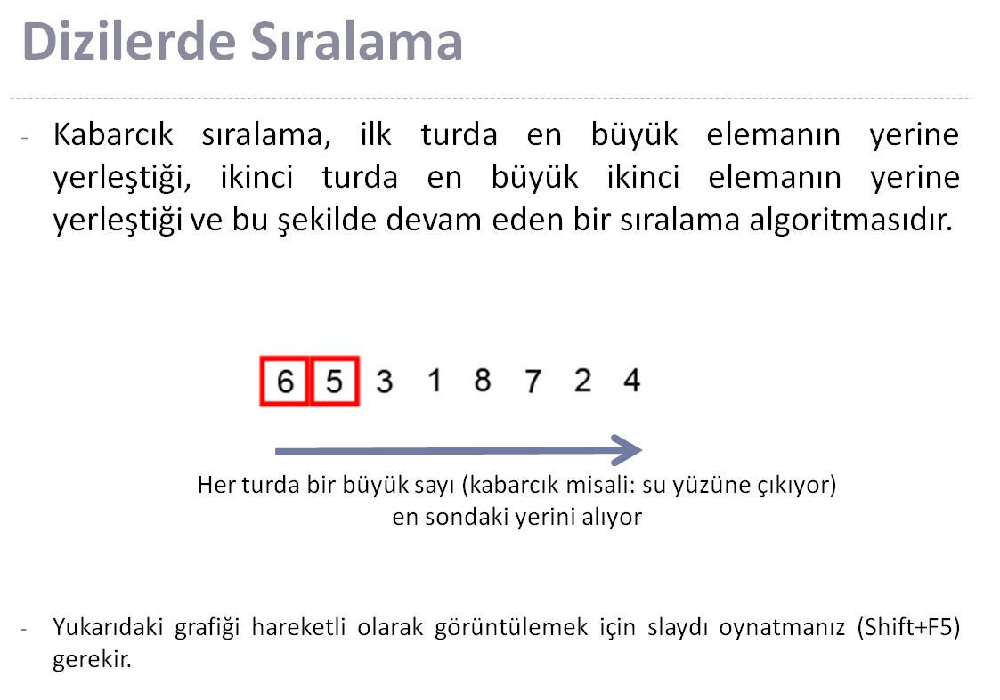 Dizilerde Sıralama
- Kabarcık sıralama, ilk turda en büyük elemanın yerine
yerleştiği, ikinci turda en büyük ikinci elemanın yerine
yerleştiği ve bu şekilde devam eden bir sıralama algoritmasıdır.
6 5 3 1 8 7 2 4
Her turda bir büyük sayı (kabarcık misali: su yüzüne çıkıyor)
en sondaki yerini alıyor
- Yukarıdaki grafiği hareketli olarak görüntülemek için slaydı oynatmanız (Shift+F5)
gerekir.